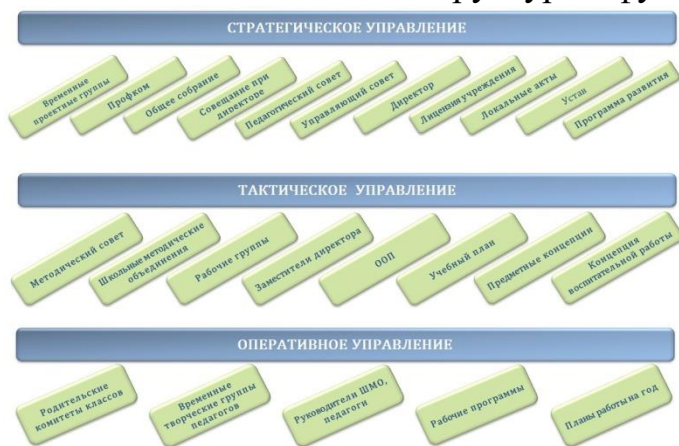 СТРАТЕГИЧЕСКОЕ УПРАВЛЕНИЕ
Временные
проектные группы
Профком
Общее собрание
Совещание при
директоре
Педагогический совет
Управляющий совет
Директор
Лицензия учреждения
Локальные акты
Устав
Программа развития
ТАКТИЧЕСКОЕ УПРАВЛЕНИЕ
Методический совет
Школьные методические
объединения
Рабочие группы
Заместители директора
ООП
Учебный план
Предметные концепции
Концепция
воспитательной работы
ОПЕРАТИВНОЕ УПРАВЛЕНИЕ
Родительские
комитеты классов
Временные
творческие группы
педагогов
Руководители ШМО,
педагоги
Рабочие программы
Планы работы на год